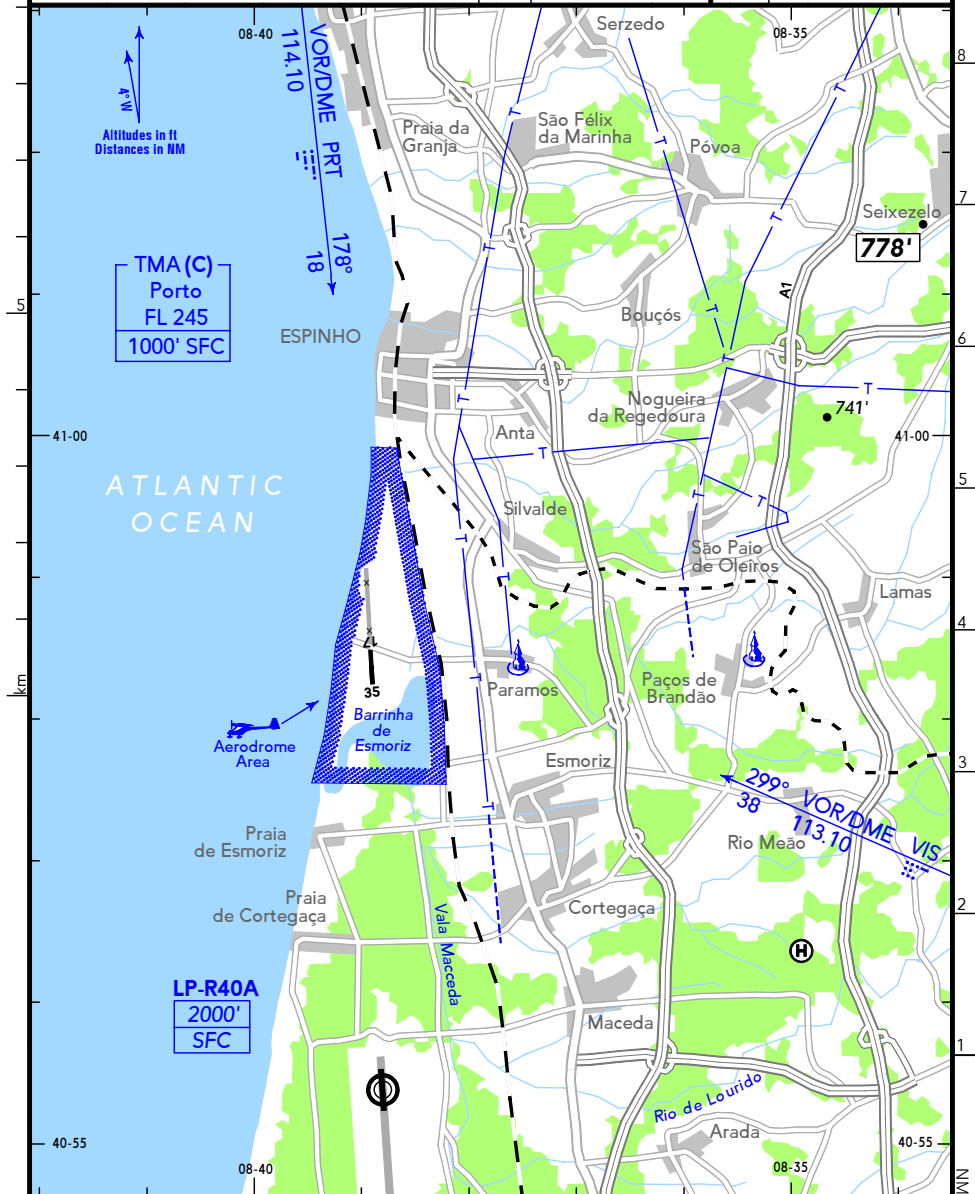 08-40
08-35
Serzedo
8
VOR/DME PRT
114.10
178°
18
4°W
Altitudes in ft
Distances in NM
Praia da
Granja
São Félix
da Marinha
T
T
T
Póvoa
7
T
T
Seixezelo
778'
TMA (C)
Porto
FL 245
1000' SFC
A1
5
T
Bouçós
ESPINHO
6
T
T
T
Nogueira
da Regedoura
741'
41-00
Anta
41-00
T
ATLANTIC
OCEAN
5
T
T
Silvalde
T
São Paio
de Oleiros
x
T
Lamas
x
17
4
35
km
T
Paramos
Paços de
Brandão
Barrinha
de
Esmoriz
Aerodrome
Area
Esmoriz
3
299° VOR/DME VIS
38 113.10
T
Praia
de Esmoriz
Rio Meão
Praia
de Cortegaça
Vala Macceda
Cortegaça
2
H
LP-R40A
2000'
SFC
Maceda
1
Rio de Lourido
Arada
40-55
40-55
08-40
08-35
NM